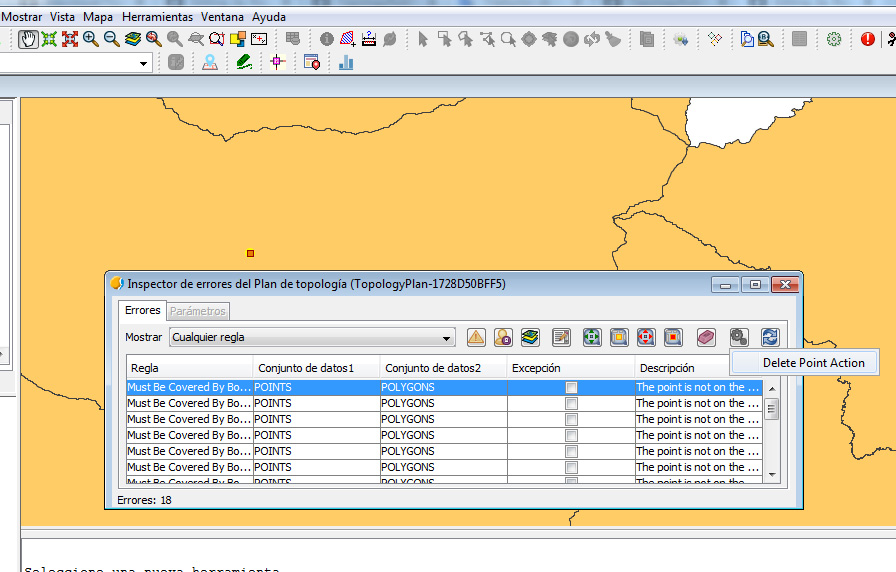 Mostrar Vista Mapa Herramientas Ventana Ayuda
Inspector de errores del Plan de topología (TopologyPlan-1728D50BFF5)
Errores Parámetros
Mostrar Cualquier regla
Delete Point Action
Regla Conjunto de datos1 Conjunto de datos2 Excepción Descripción
Must Be Covered By Bo... POINTS POLYGONS The point is not on the ...
Must Be Covered By Bo... POINTS POLYGONS The point is not on the ...
Must Be Covered By Bo... POINTS POLYGONS The point is not on the ...
Must Be Covered By Bo... POINTS POLYGONS The point is not on the ...
Must Be Covered By Bo... POINTS POLYGONS The point is not on the ...
Must Be Covered By Bo... POINTS POLYGONS The point is not on the ...
Must Be Covered By Bo... POINTS POLYGONS The point is not on the
Errores: 18
Seleccione una nueva herramienta